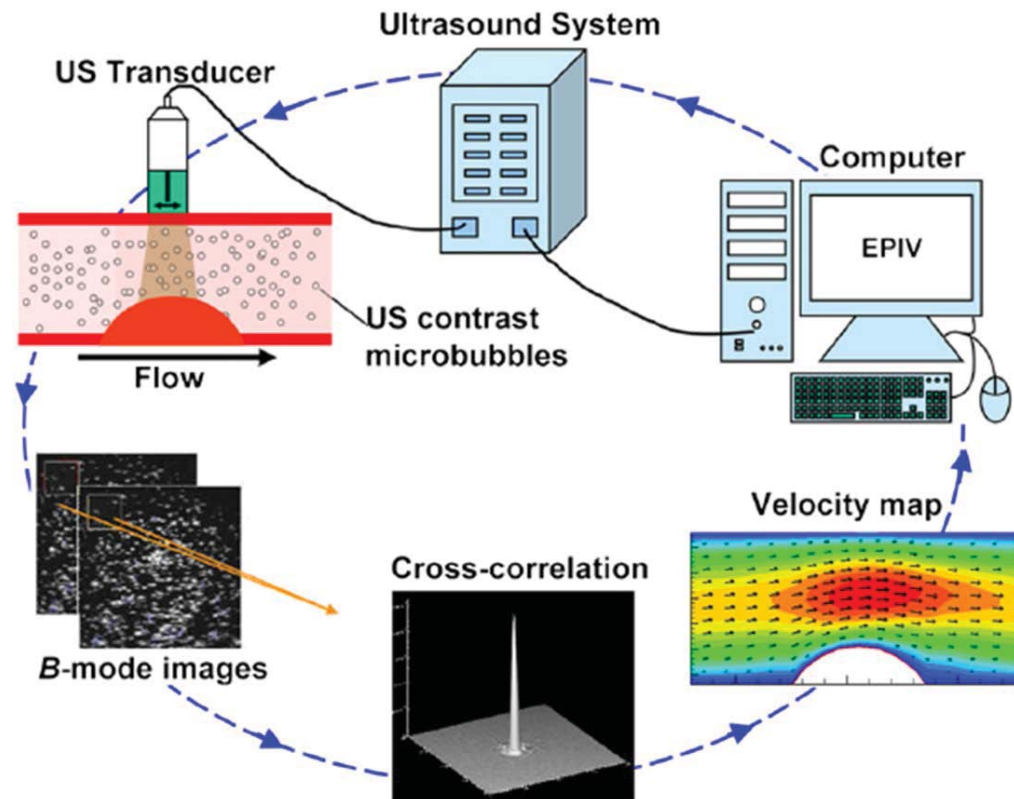 Ultrasound System
US Transducer
Computer
EPIV
US contrast
microbubbles
Flow
Velocity map
Cross-correlation
B-mode images